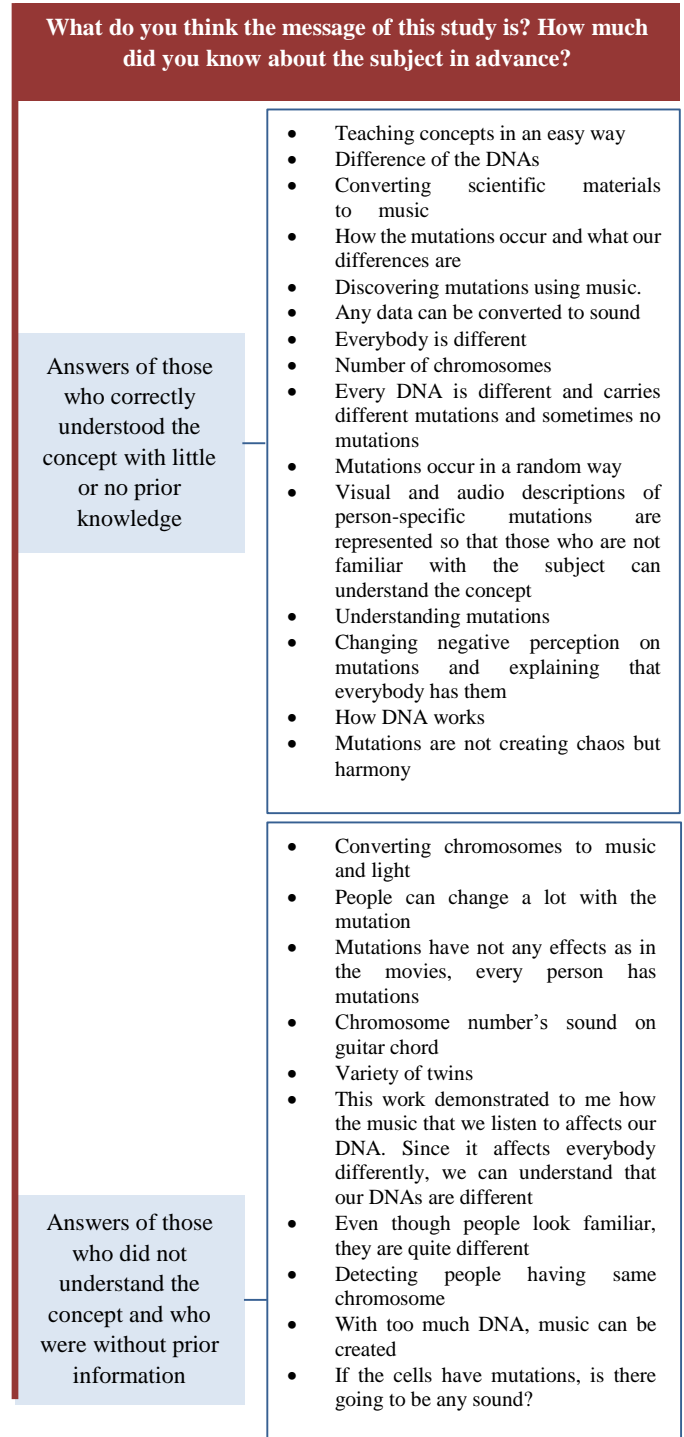 What do you think the message of this study is? How much
did you know about the subject in advance?
Answers of those
who correctly
understood the
concept with little
or no prior
knowledge
• Teaching concepts in an easy way
• Difference of the DNAs
• Converting scientific materials
to music
• How the mutations occur and what our
differences are
• Discovering mutations using music.
• Any data can be converted to sound
• Everybody is different
• Number of chromosomes
• Every DNA is different and carries
different mutations and sometimes no
mutations
• Mutations occur in a random way
• Visual and audio descriptions of
person-specific mutations are
represented so that those who are not
familiar with the subject can
understand the concept
• Understanding mutations
• Changing negative perception on
mutations and explaining that
everybody has them
• How DNA works
• Mutations are not creating chaos but
harmony
Answers of those
who did not
understand the
concept and who
were without prior
information
• Converting chromosomes to music
and light
• People can change a lot with the
mutation
• Mutations have not any effects as in
the movies, every person has
mutations
• Chromosome number's sound on
guitar chord
• Variety of twins
• This work demonstrated to me how
the music that we listen to affects our
DNA. Since it affects everybody
differently, we can understand that
our DNAs are different
• Even though people look familiar,
they are quite different
• Detecting people having same
chromosome
• With too much DNA, music can be
created
• If the cells have mutations, is there
going to be any sound?